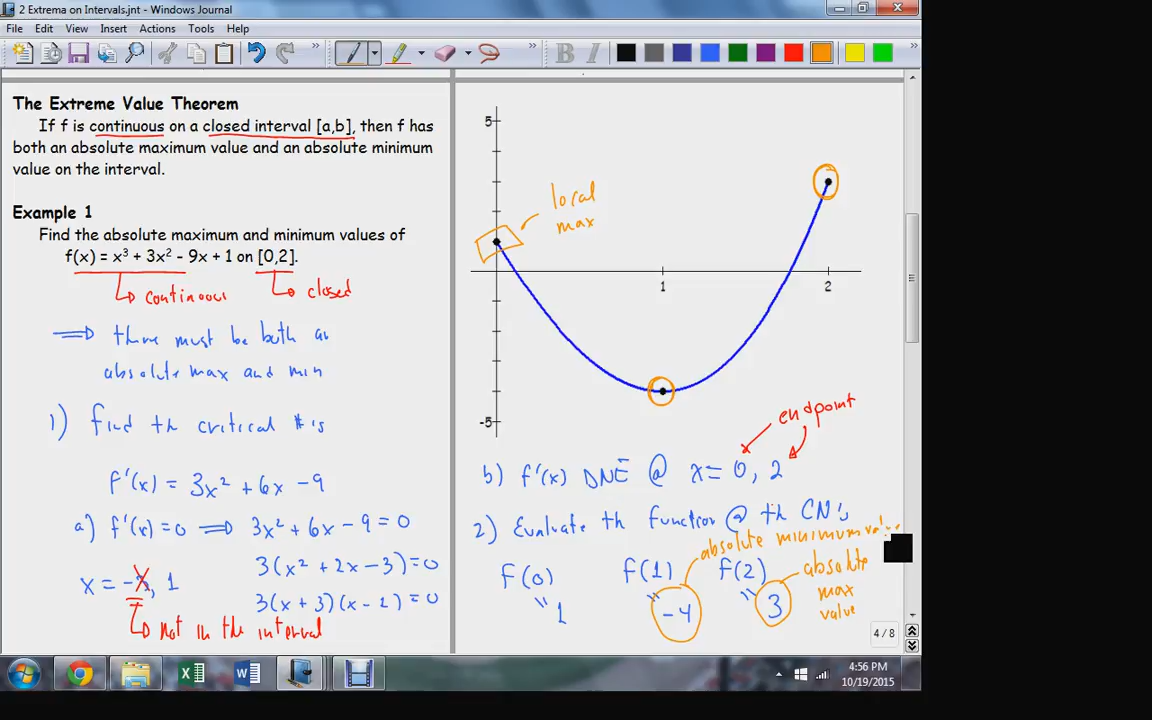 2 Extrema on Intervals.jnt - Windows Journal
File Edit View Insert Actions Tools Help
B I
The Extreme Value Theorem
If f is continuous on a closed interval [a,b], then f has
both an absolute maximum value and an absolute minimum
value on the interval.
Example 1
Find the absolute maximum and minimum values of
f(x) = x³ + 3x² - 9x + 1 on [0,2].
continuous closed
⟹ there must be both an
absolute max and min
1) Find the critical #'s
f'(x) = 3x² + 6x - 9
a) f'(x) = 0 ⟹ 3x² + 6x - 9 = 0
3(x² + 2x - 3) = 0
x = -3, 1
3(x + 3)(x - 1) = 0
not in the interval
5
local
max
1
2
-5
endpoint
b) f'(x) DNE @ x = 0, 2
2) Evaluate th function @ th CN's
absolute minimum value
f(0) f(1) f(2)
absolute
max
value
" " "
1 -4 3
4 / 8
4:56 PM
10/19/2015